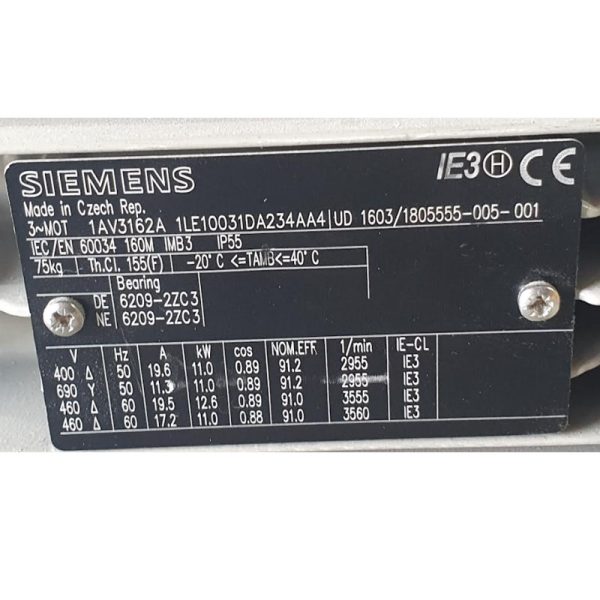 SIEMENS IE3 H CE
Made in Czech Rep.
3~MOT 1AV3162A 1LE10031DA234AA4 UD 1603/1805555-005-001
IEC/EN 60034 160M IMB3 IP55
75kg Th.Cl. 155(F) -20°C <=TAMB<=40°C
Bearing
DE 6209-2ZC3
NE 6209-2ZC3
V Hz A kW cos NOM.EFF. 1/min IE-CL
400 Δ 50 19.6 11.0 0.89 91.2 2955 IE3
690 Y 50 11.3 11.0 0.89 91.2 2955 IE3
460 Δ 60 19.5 12.6 0.89 91.0 3555 IE3
460 Δ 60 17.2 11.0 0.88 91.0 3560 IE3